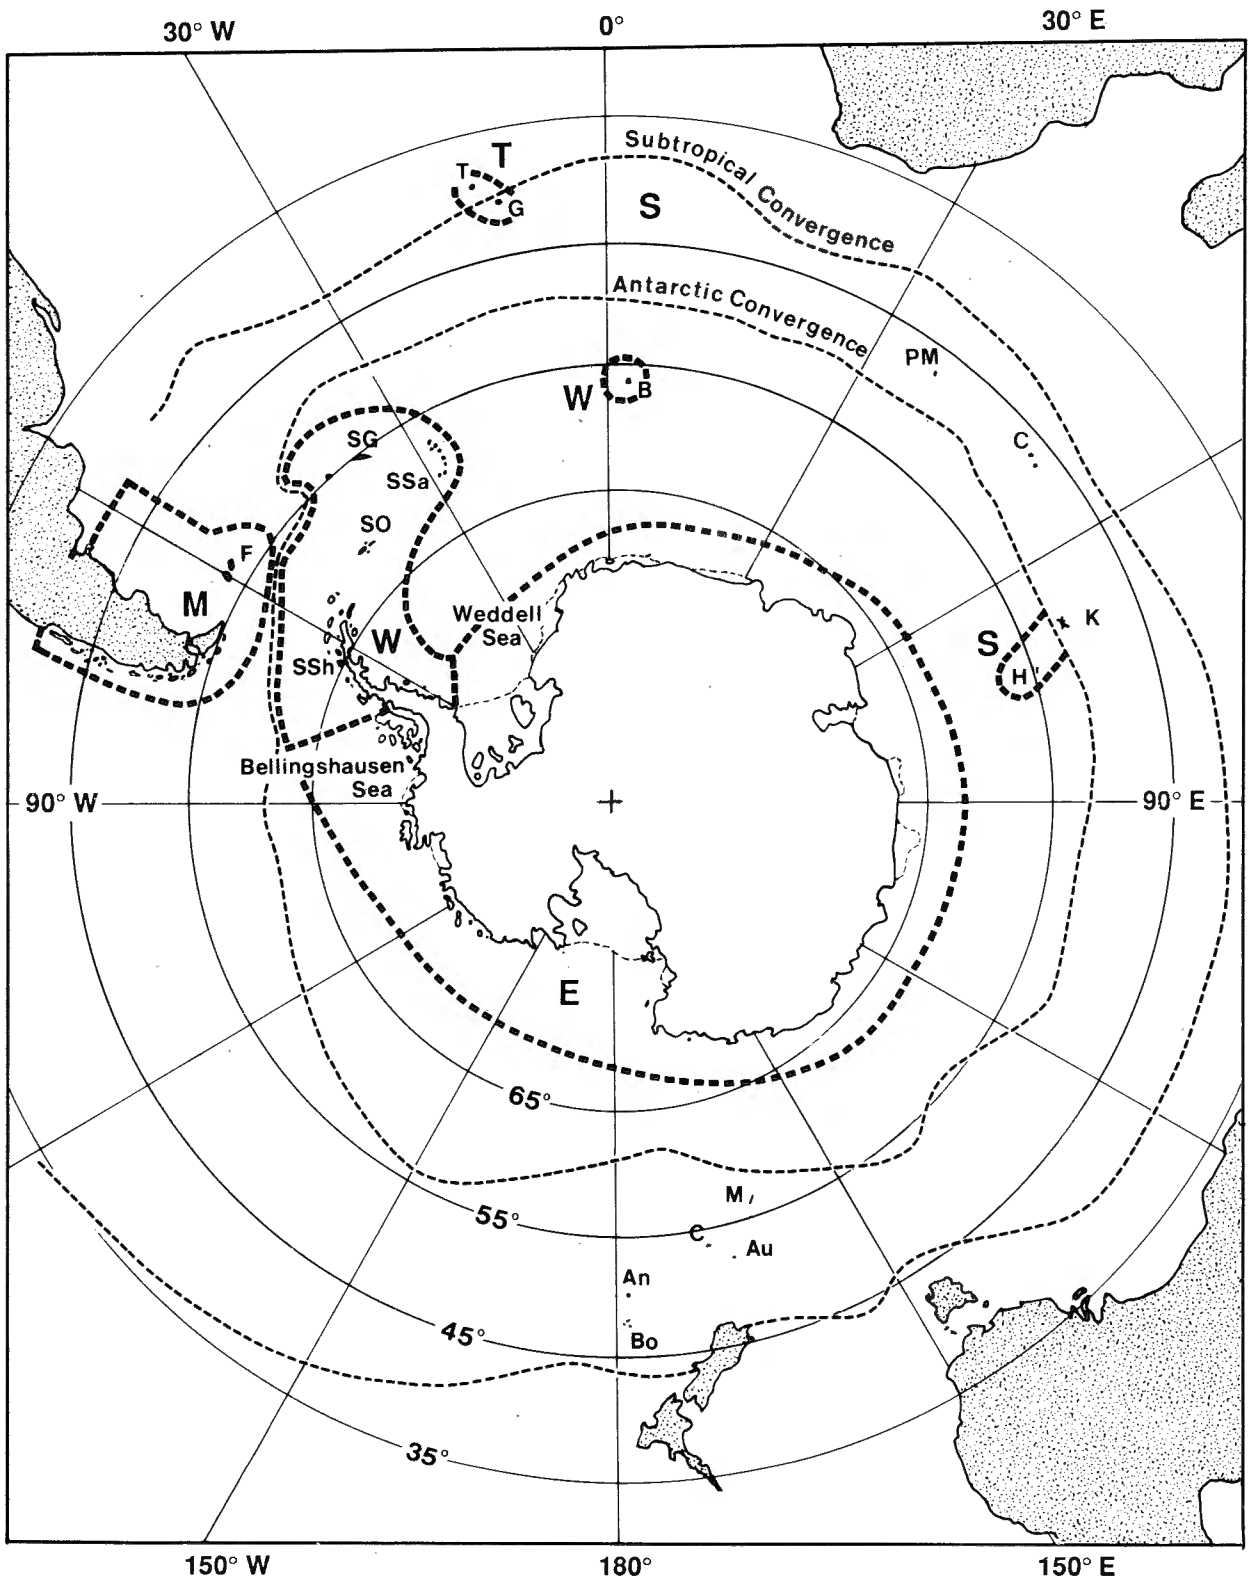 30° W
0°
30° E
Subtropical Convergence
T
T
G
S
Antarctic Convergence
PM
W
B
C
SG
SSa
SO
F
M
Weddell
Sea
W
SSh
K
S
H
Bellingshausen
Sea
90° W
90° E
E
65°
M
55°
C
Au
An
45°
Bo
35°
150° W
180°
150° E